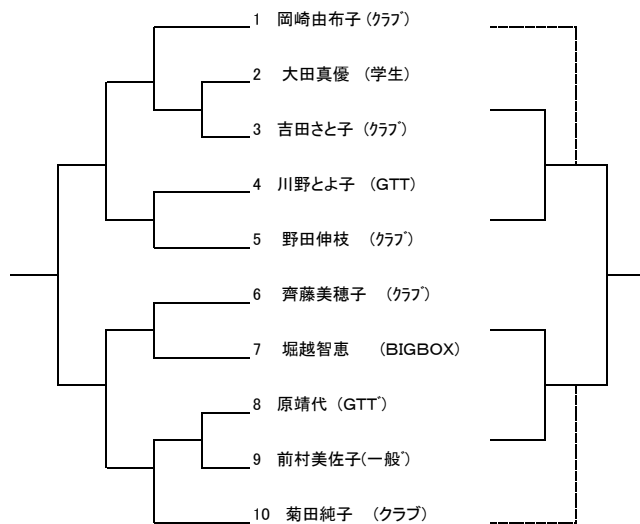 1 岡崎由布子 (ｸﾗﾌﾞ)
2 大田真優 (学生)
3 吉田さと子 (ｸﾗﾌﾞ)
4 川野とよ子 (GTT)
5 野田伸枝 (ｸﾗﾌﾞ)
6 齊藤美穂子 (ｸﾗﾌﾞ)
7 堀越智恵 (BIGBOX)
8 原靖代 (GTTﾞ)
9 前村美佐子(一般ﾞ)
10 菊田純子 (クラブ)